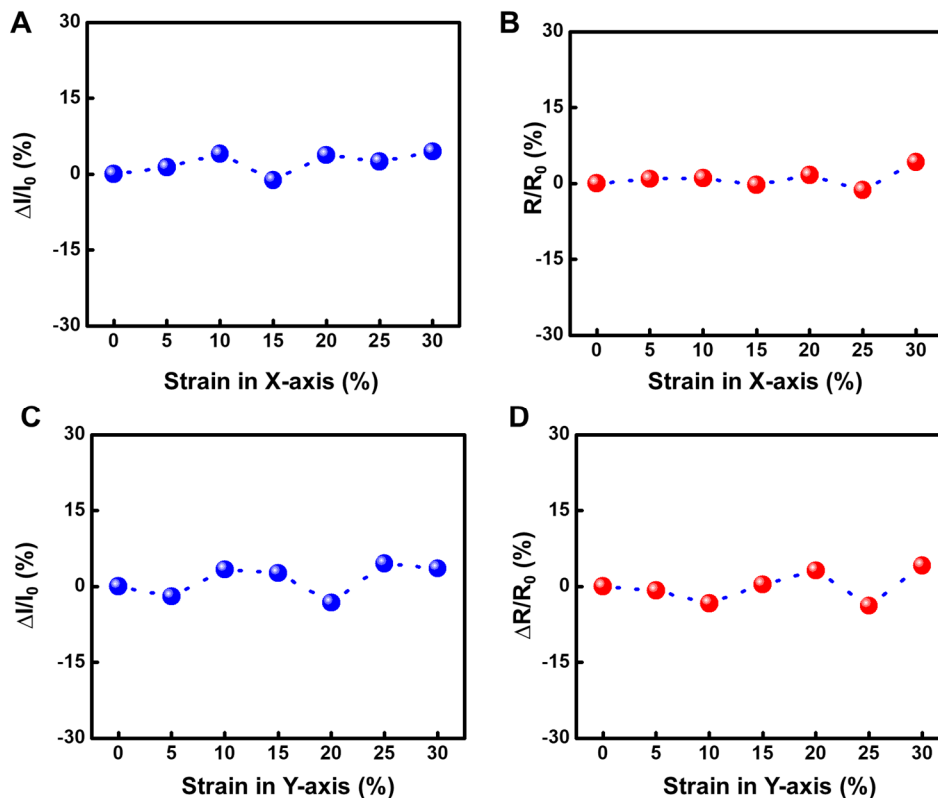 A
30
15
0
-15
-30
ΔI/I₀ (%)
0 5 10 15 20 25 30
Strain in X-axis (%)
B
30
15
0
-15
-30
R/R₀ (%)
0 5 10 15 20 25 30
Strain in X-axis (%)
C
30
15
0
-15
-30
ΔI/I₀ (%)
0 5 10 15 20 25 30
Strain in Y-axis (%)
D
30
15
0
-15
-30
ΔR/R₀ (%)
0 5 10 15 20 25 30
Strain in Y-axis (%)